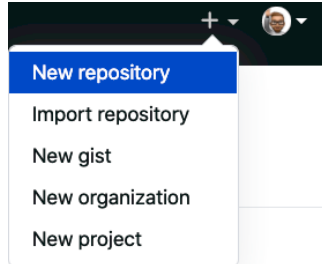 New repository
Import repository
New gist
New organization
New project